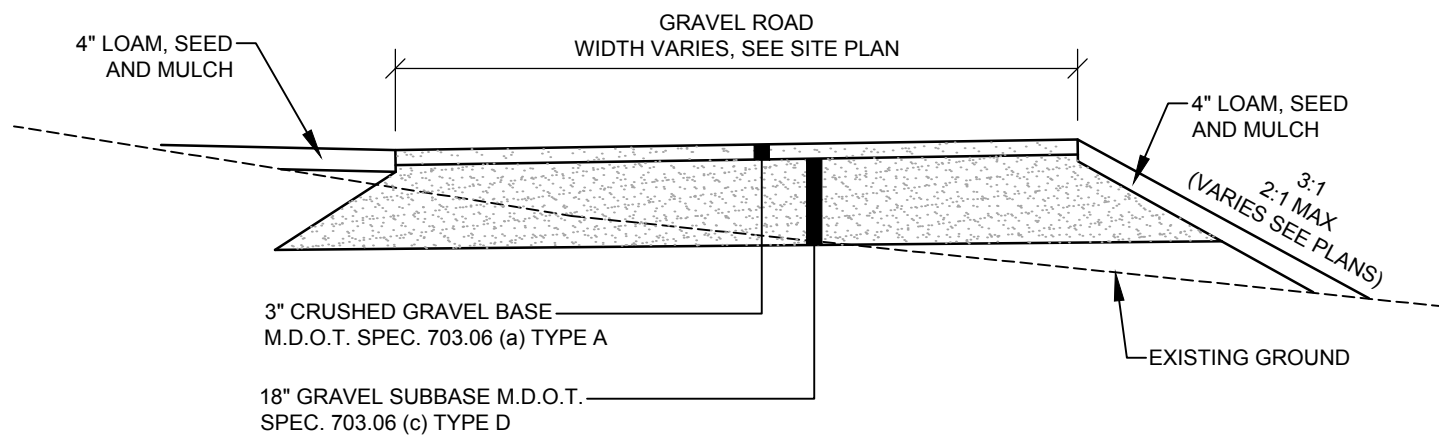 GRAVEL ROAD
WIDTH VARIES, SEE SITE PLAN
4" LOAM, SEED
AND MULCH
4" LOAM, SEED
AND MULCH
3:1
2:1 MAX
(VARIES SEE PLANS)
3" CRUSHED GRAVEL BASE
M.D.O.T. SPEC. 703.06 (a) TYPE A
EXISTING GROUND
18" GRAVEL SUBBASE M.D.O.T.
SPEC. 703.06 (c) TYPE D